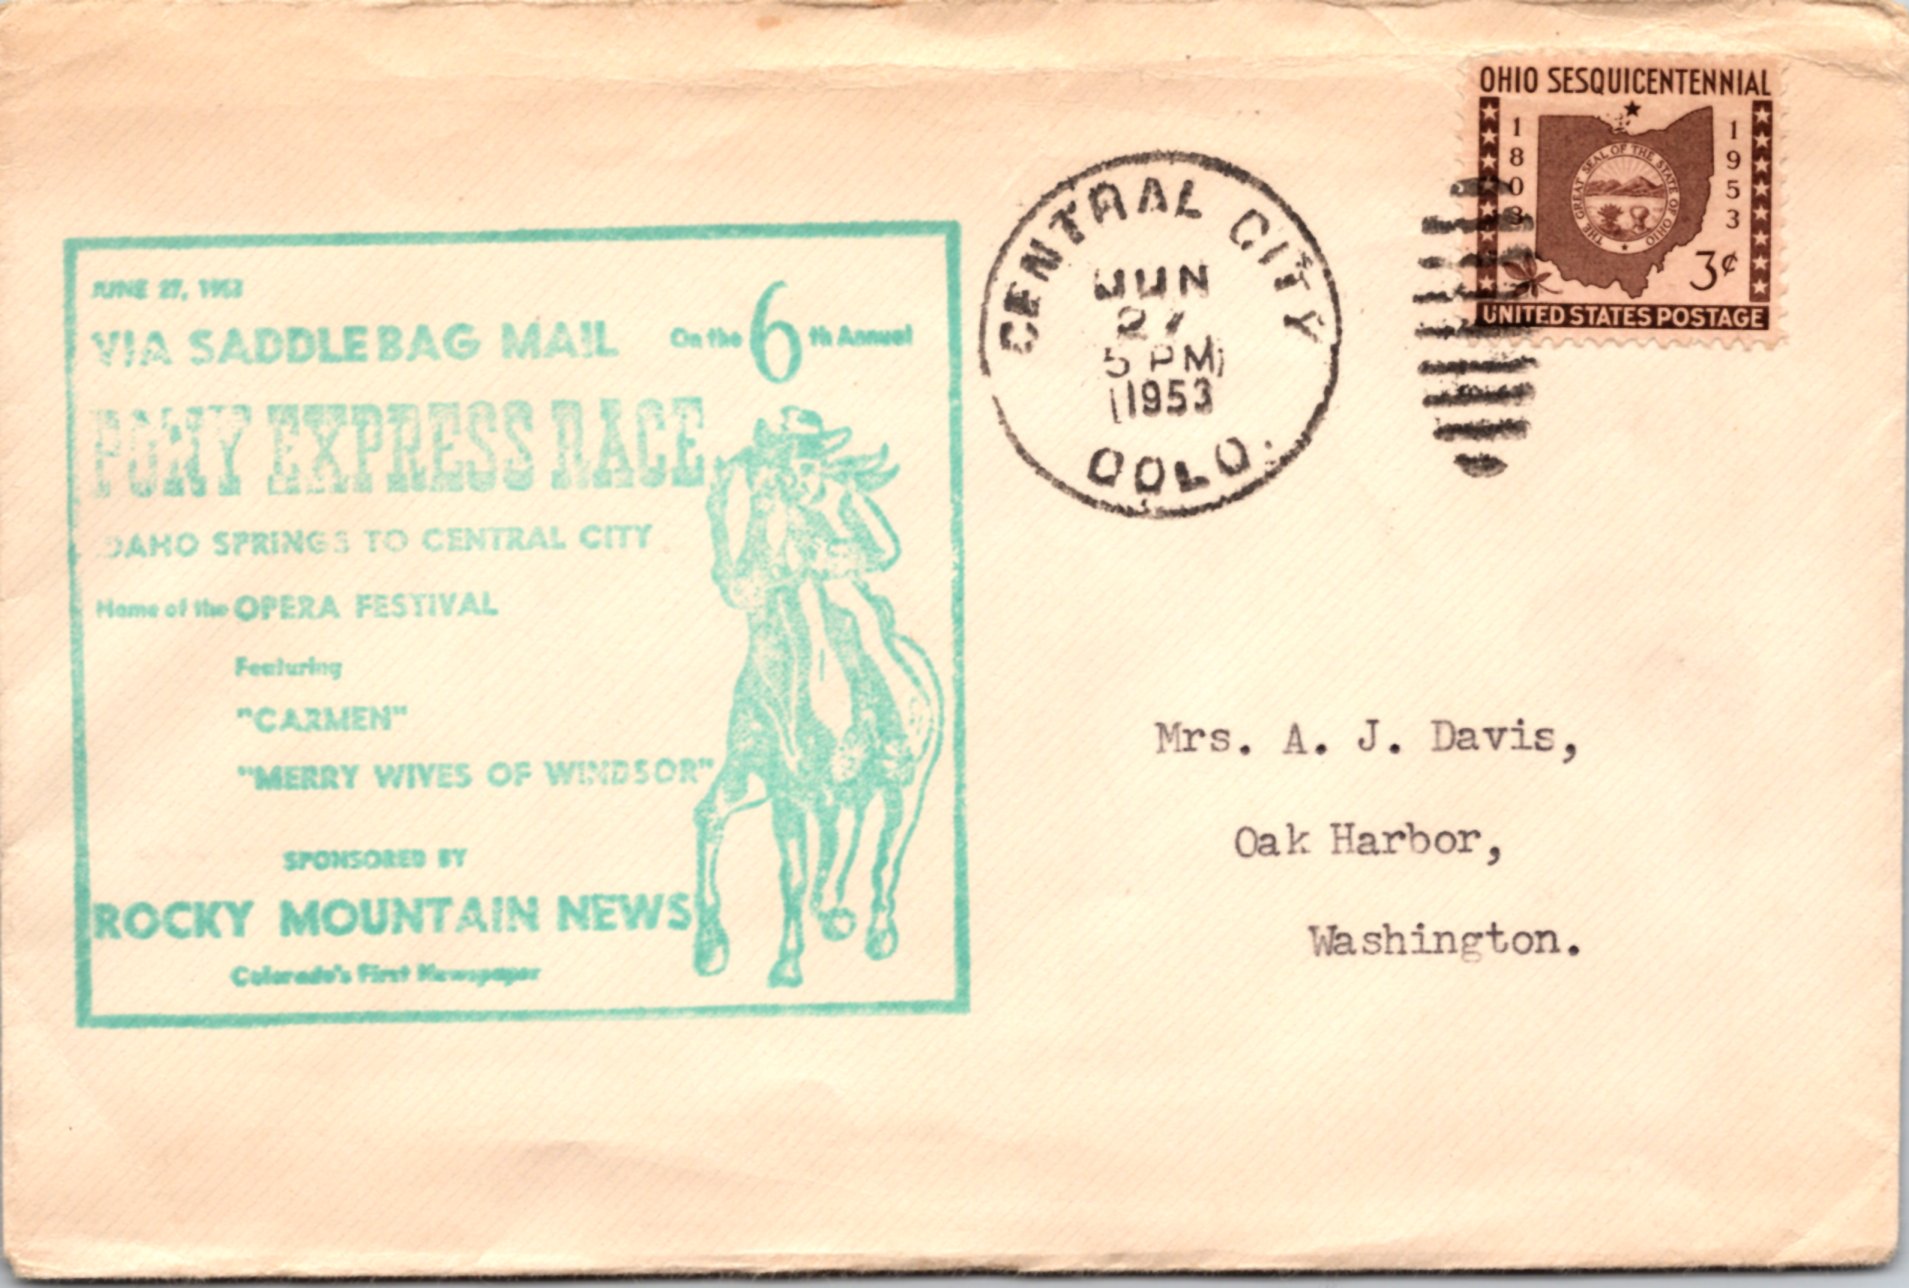 JUNE 27, 1953
VIA SADDLEBAG MAIL On the 6th Annual
PONY EXPRESS RACE
IDAHO SPRINGS TO CENTRAL CITY
Home of the OPERA FESTIVAL
Featuring
"CARMEN"
"MERRY WIVES OF WINDSOR"
SPONSORED BY
ROCKY MOUNTAIN NEWS
Colorado's First Newspaper
CENTRAL CITY
JUN
27
5 PM
1953
COLO.
OHIO SESQUICENTENNIAL
1803
1953
THE GREAT SEAL OF THE STATE OF OHIO
3¢
UNITED STATES POSTAGE
Mrs. A. J. Davis,
Oak Harbor,
Washington.